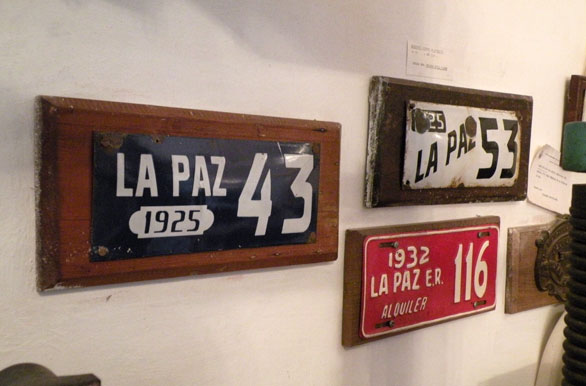 LA PAZ
1925
43
1925
LA PAZ 53
1932
LA PAZ E.R.
ALQUILER
116